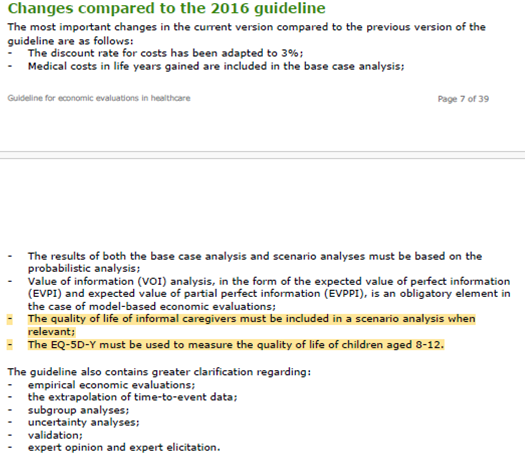 Changes compared to the 2016 guideline
The most important changes in the current version compared to the previous version of the
guideline are as follows:
- The discount rate for costs has been adapted to 3%;
- Medical costs in life years gained are included in the base case analysis;
Guideline for economic evaluations in healthcare Page 7 of 39
- The results of both the base case analysis and scenario analyses must be based on the
probabilistic analysis;
- Value of information (VOI) analysis, in the form of the expected value of perfect information
(EVPI) and expected value of partial perfect information (EVPPI), is an obligatory element in
the case of model-based economic evaluations;
- The quality of life of informal caregivers must be included in a scenario analysis when
relevant;
- The EQ-5D-Y must be used to measure the quality of life of children aged 8-12.
The guideline also contains greater clarification regarding:
- empirical economic evaluations;
- the extrapolation of time-to-event data;
- subgroup analyses;
- uncertainty analyses;
- validation;
- expert opinion and expert elicitation.